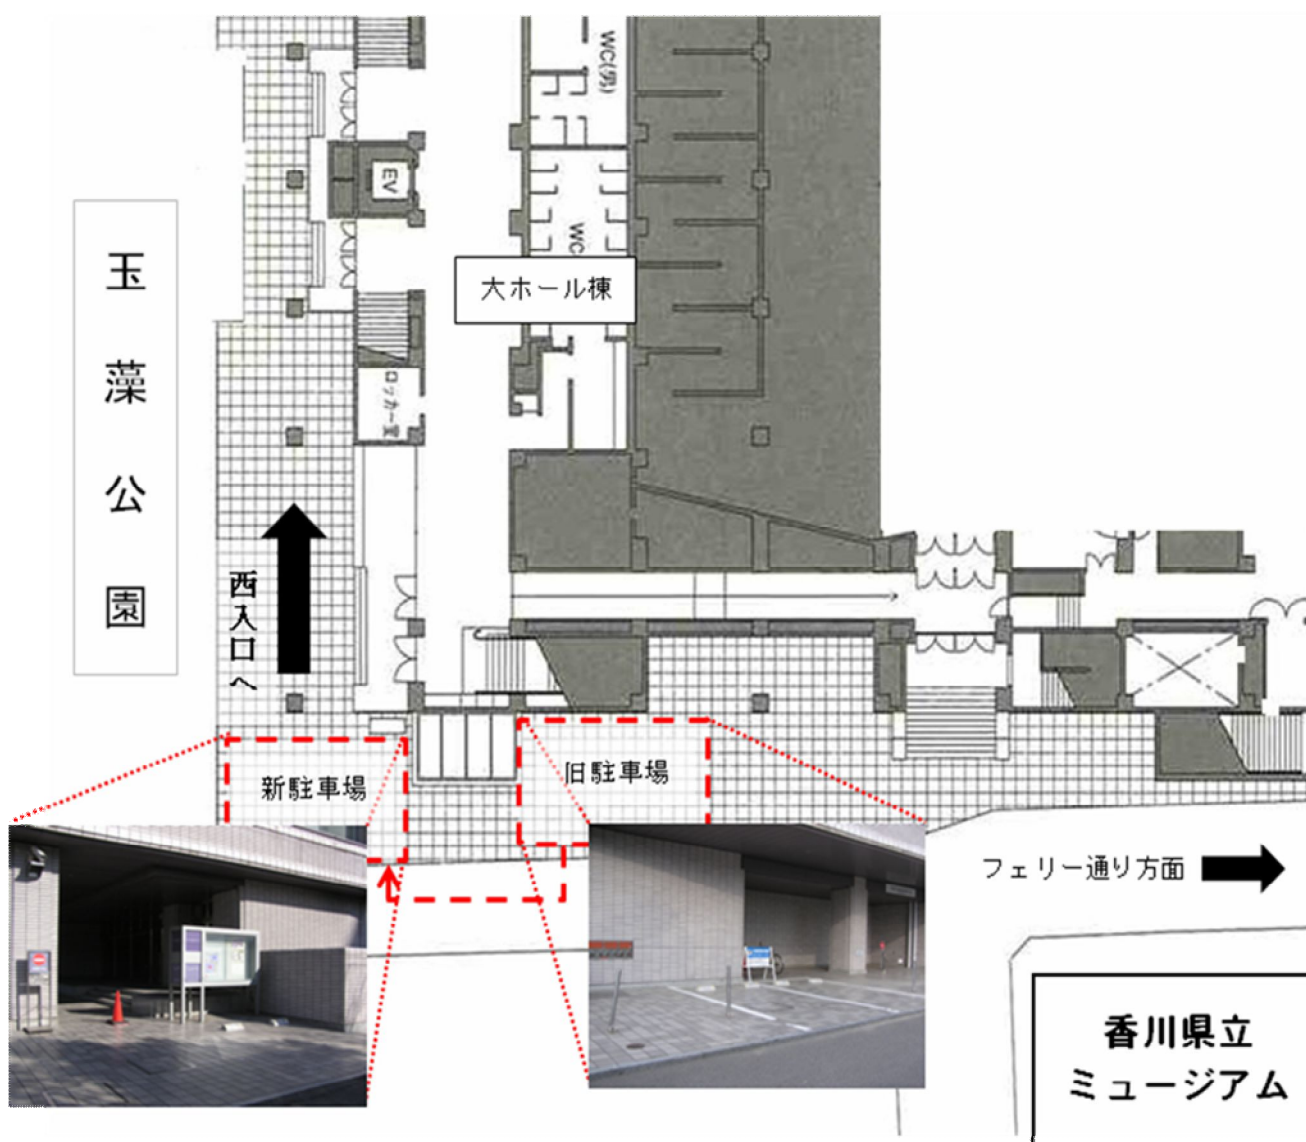 WC(男)
EV
WC
大ホール棟
玉藻公園
ロッカー室
西入口へ
新駐車場
旧駐車場
フェリー通り方面
香川県立
ミュージアム